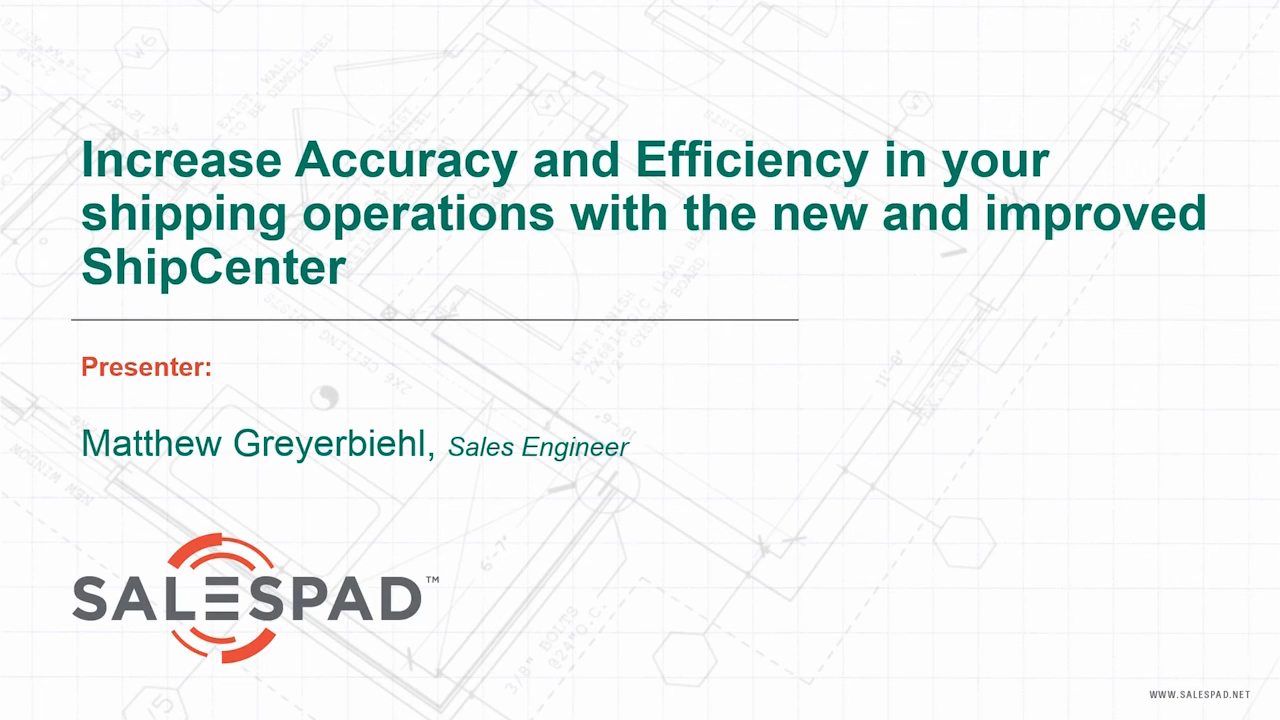 Increase Accuracy and Efficiency in your
shipping operations with the new and improved
ShipCenter
Presenter:
Matthew Greyerbiehl, Sales Engineer
SALESPAD™
WWW.SALESPAD.NET